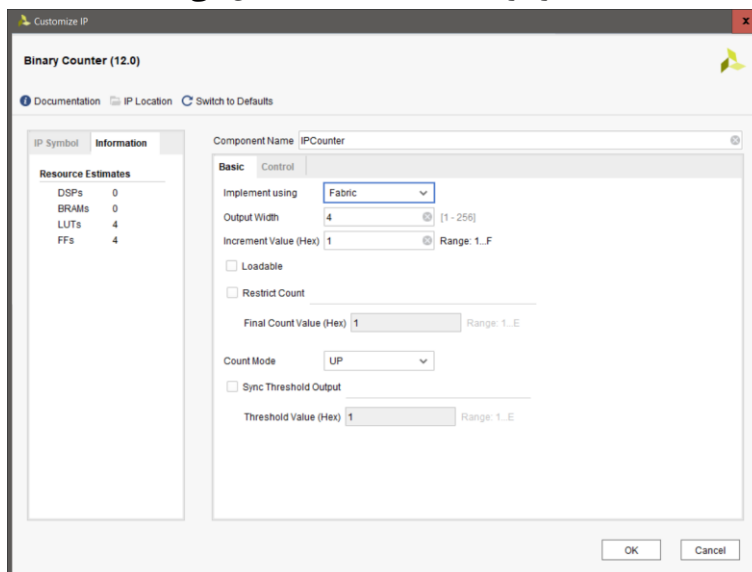 Customize IP
x
Binary Counter (12.0)
Documentation IP Location Switch to Defaults
IP Symbol Information
Resource Estimates
DSPs 0
BRAMs 0
LUTs 4
FFs 4
Component Name IPCounter
Basic Control
Implement using Fabric
Output Width 4 [1 - 256]
Increment Value (Hex) 1 Range: 1...F
Loadable
Restrict Count
Final Count Value (Hex) 1 Range: 1...E
Count Mode UP
Sync Threshold Output
Threshold Value (Hex) 1 Range: 1...E
OK Cancel